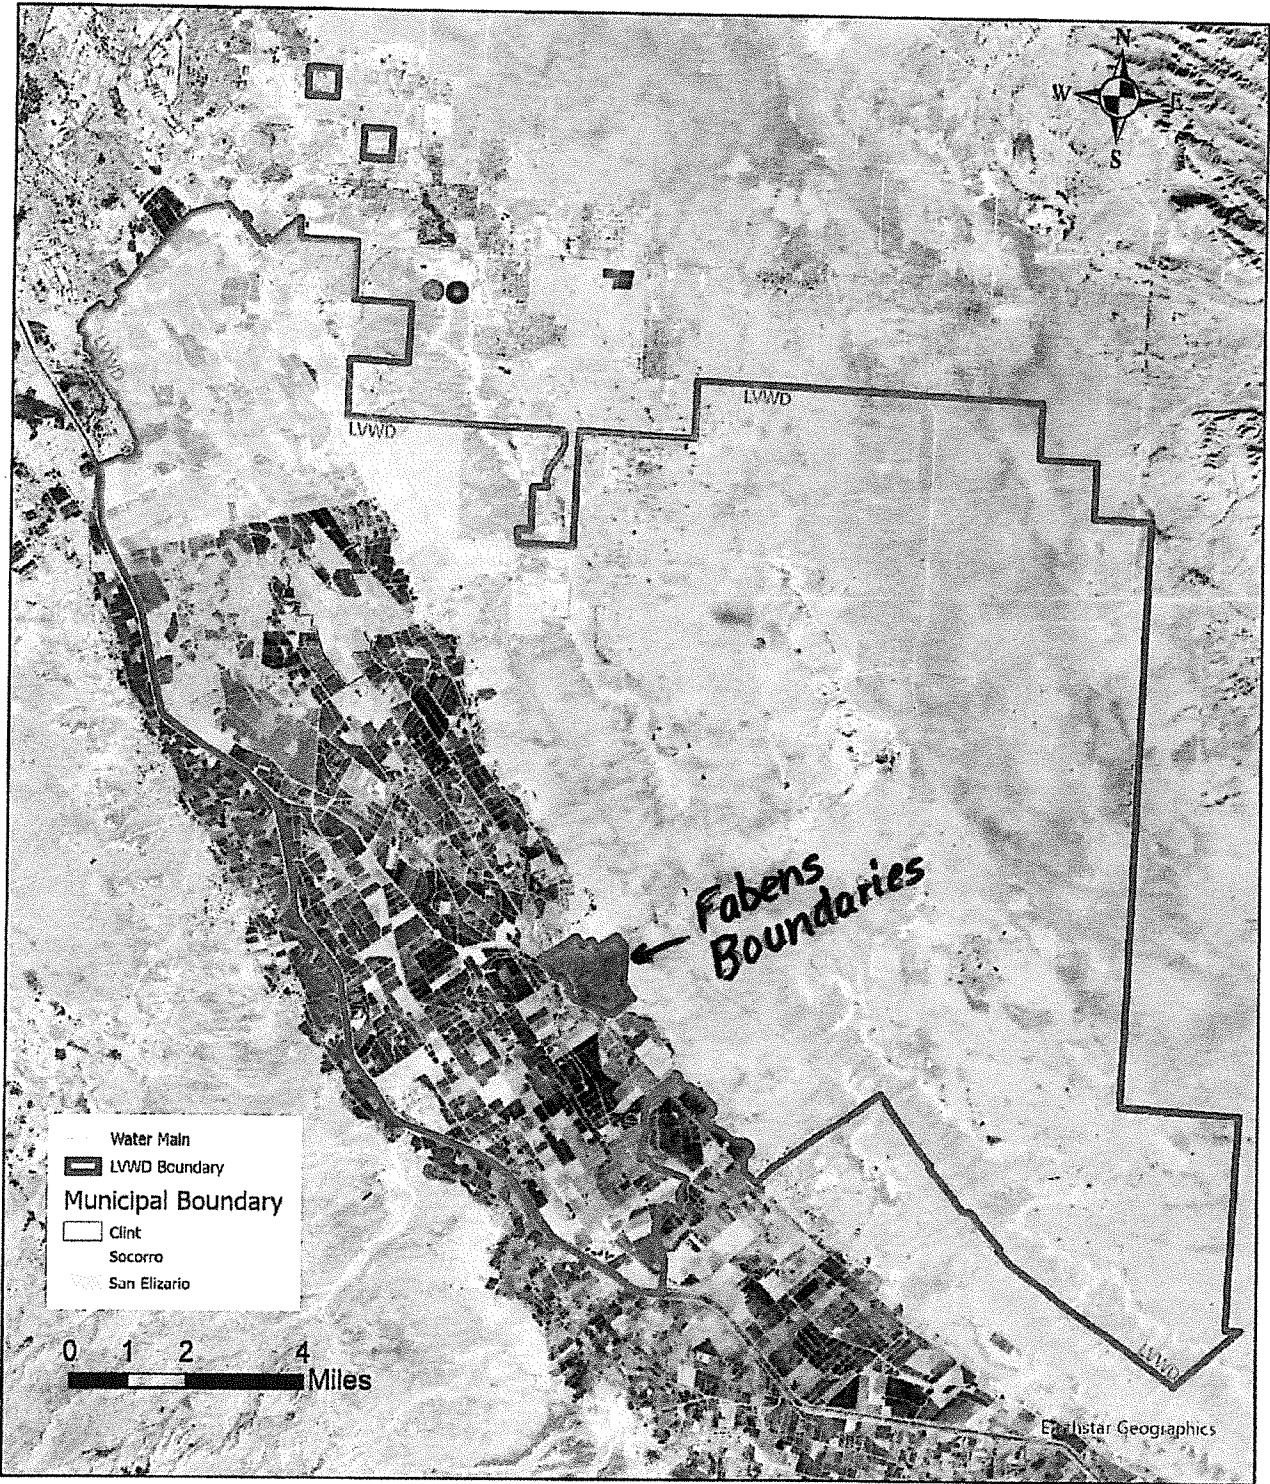 N
W E
S
LVWD
LVWD
LVWD
Fabens
Boundaries
Water Main
LVWD Boundary
Municipal Boundary
Clint
Socorro
San Elizario
0 1 2 4
Miles
LVWD
Earthstar Geographics